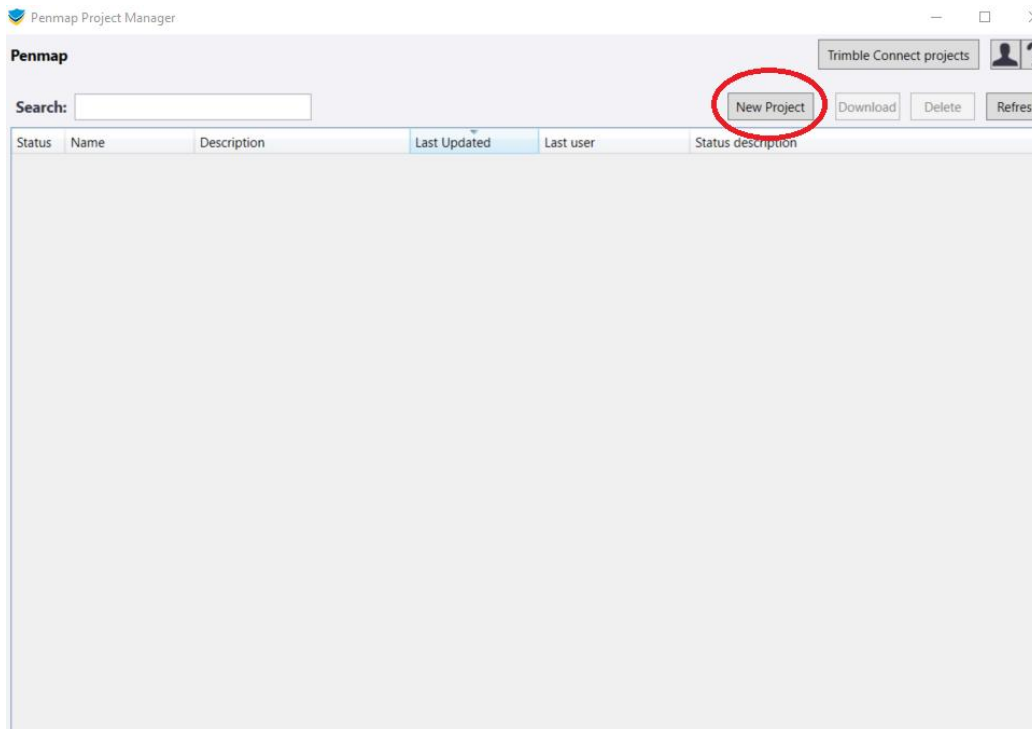 Penmap Project Manager
Penmap
Trimble Connect projects
Search:
New Project Download Delete Refres
Status Name Description Last Updated Last user Status description